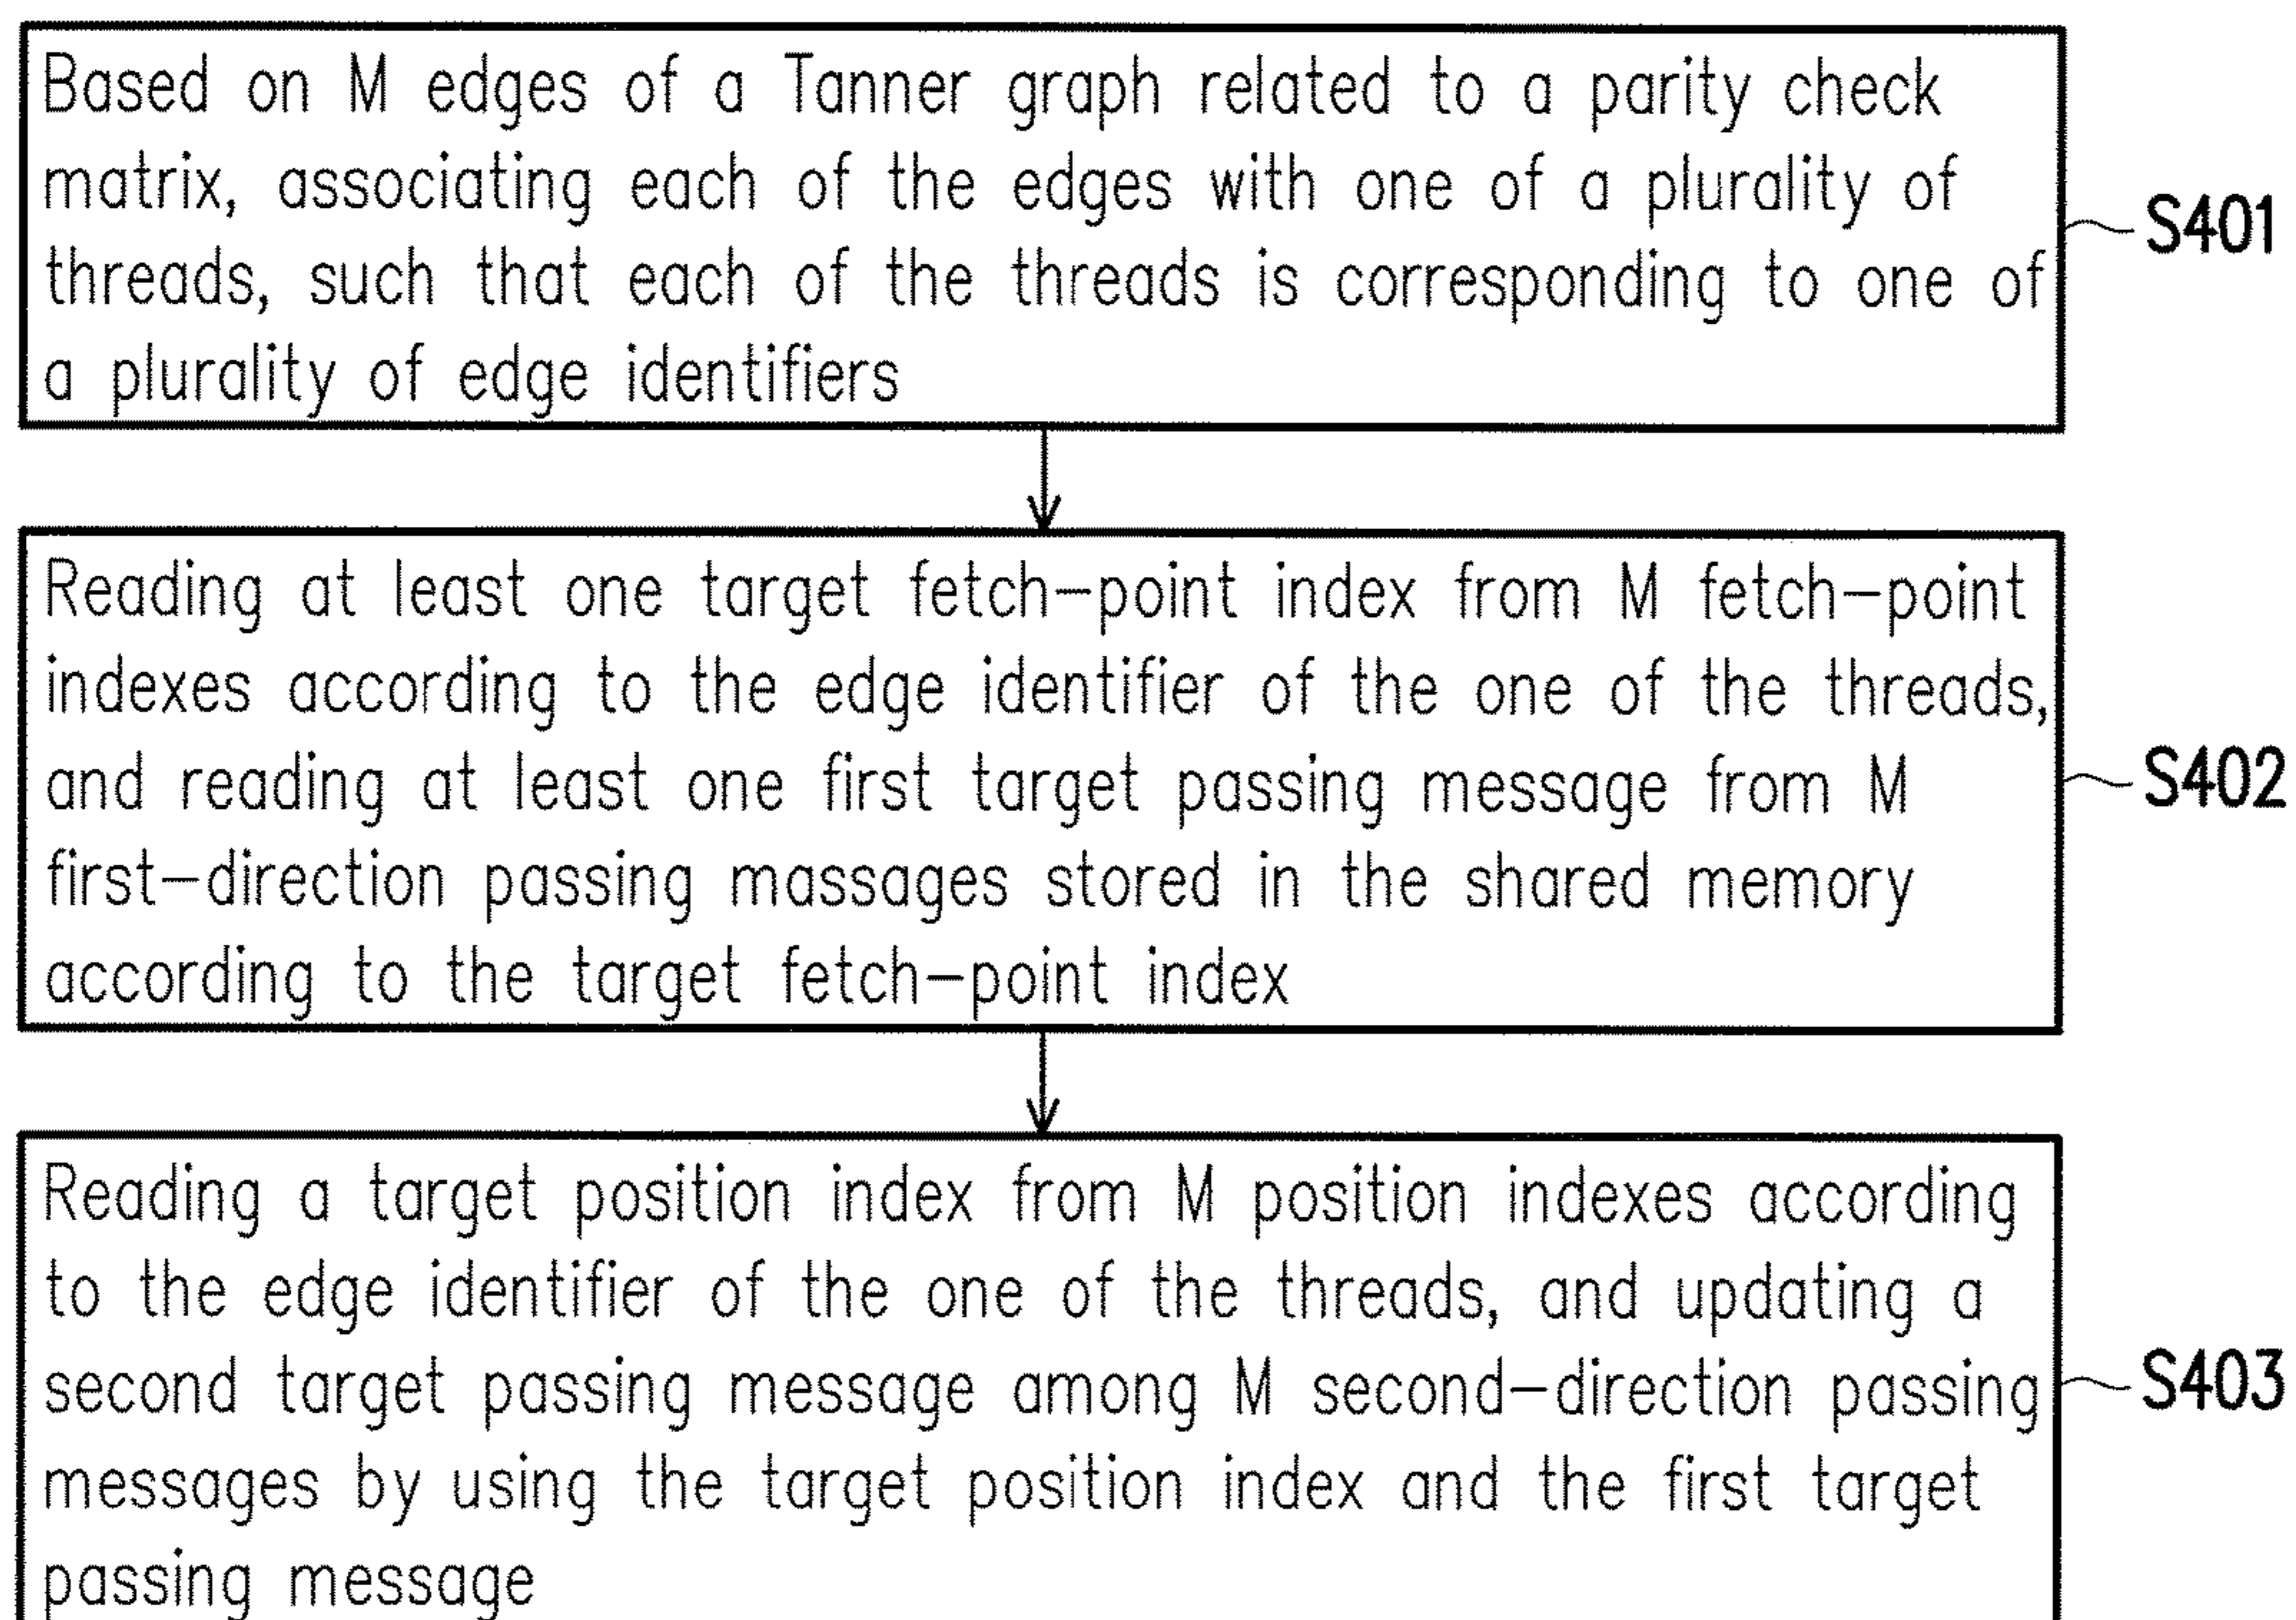 Based on M edges of a Tanner graph related to a parity check
matrix, associating each of the edges with one of a plurality of
threads, such that each of the threads is corresponding to one of
a plurality of edge identifiers
S401
Reading at least one target fetch-point index from M fetch-point
indexes according to the edge identifier of the one of the threads,
and reading at least one first target passing message from M
first-direction passing massages stored in the shared memory
according to the target fetch-point index
S402
Reading a target position index from M position indexes according
to the edge identifier of the one of the threads, and updating a
second target passing message among M second-direction passing
messages by using the target position index and the first target
passing message
S403